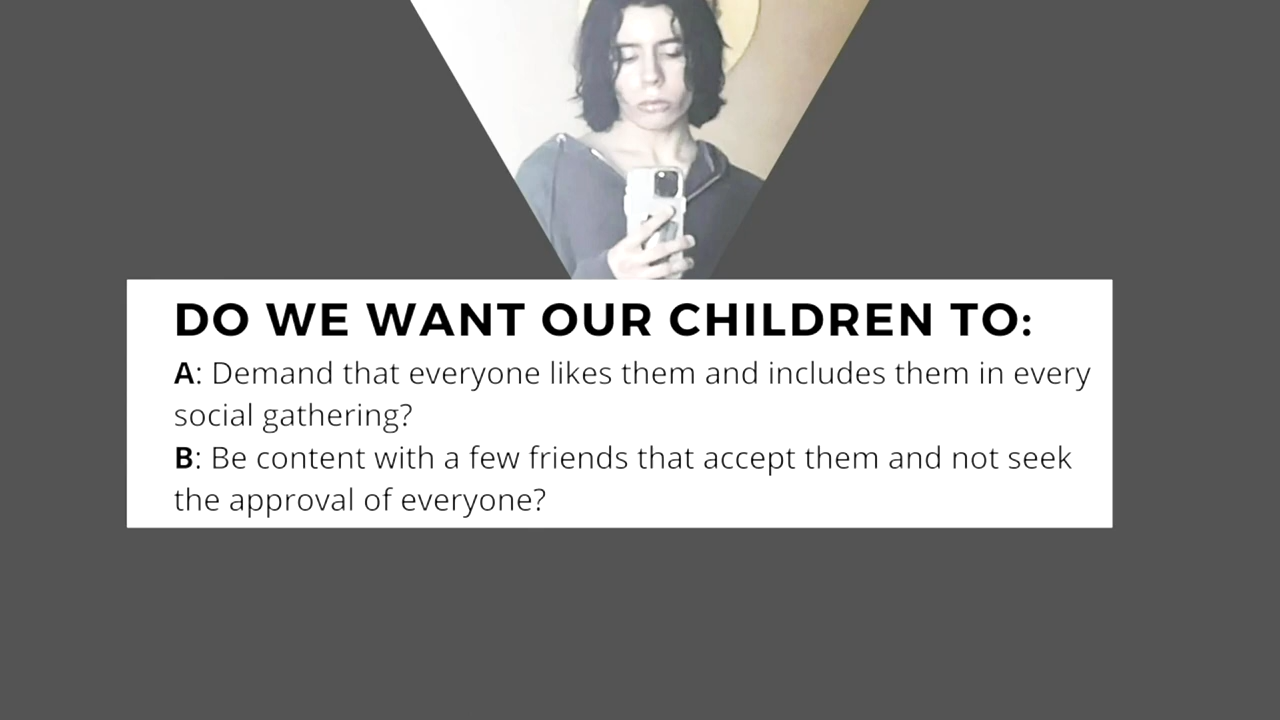 DO WE WANT OUR CHILDREN TO:
A: Demand that everyone likes them and includes them in every
social gathering?
B: Be content with a few friends that accept them and not seek
the approval of everyone?